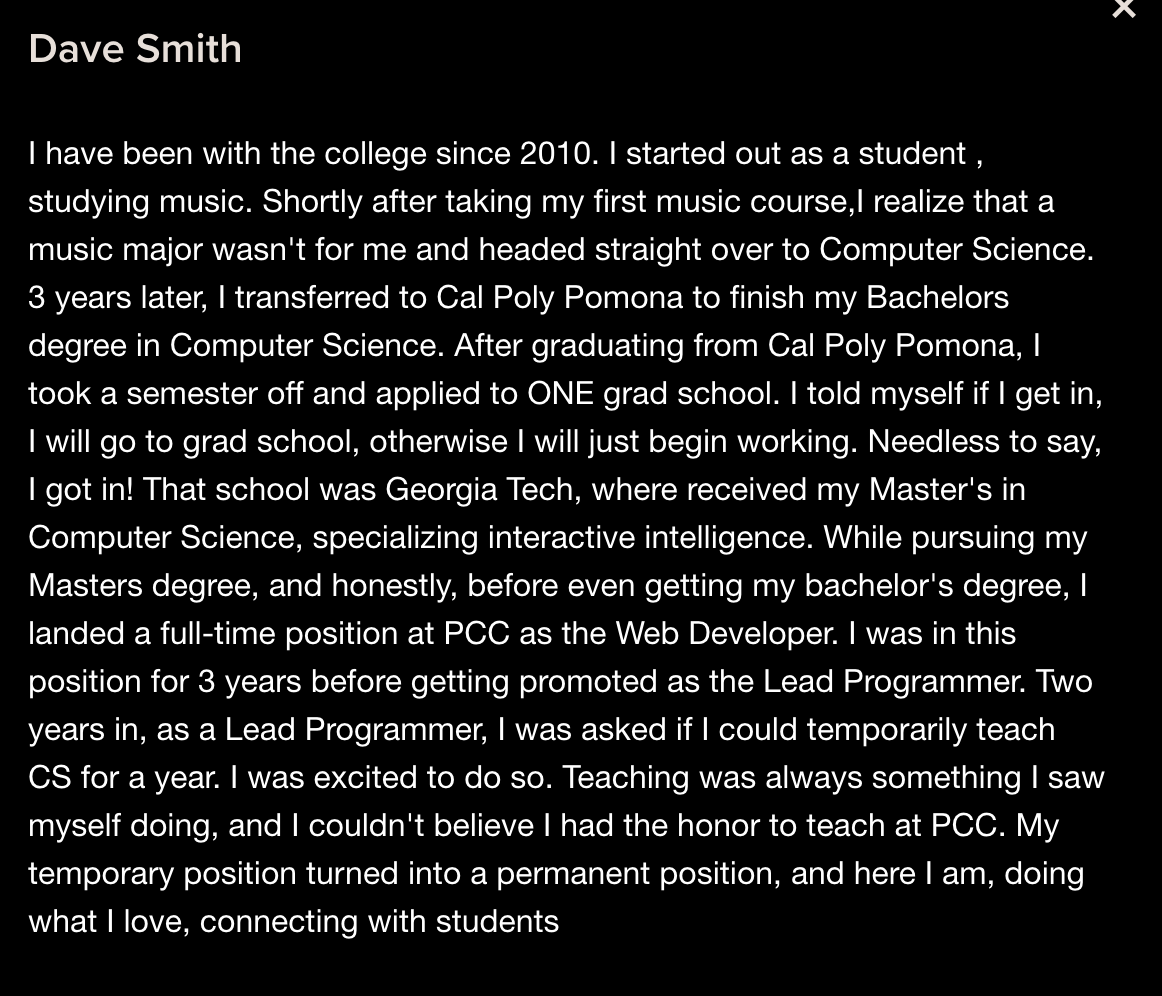 Dave Smith
I have been with the college since 2010. I started out as a student ,
studying music. Shortly after taking my first music course,I realize that a
music major wasn't for me and headed straight over to Computer Science.
3 years later, I transferred to Cal Poly Pomona to finish my Bachelors
degree in Computer Science. After graduating from Cal Poly Pomona, I
took a semester off and applied to ONE grad school. I told myself if I get in,
I will go to grad school, otherwise I will just begin working. Needless to say,
I got in! That school was Georgia Tech, where received my Master's in
Computer Science, specializing interactive intelligence. While pursuing my
Masters degree, and honestly, before even getting my bachelor's degree, I
landed a full-time position at PCC as the Web Developer. I was in this
position for 3 years before getting promoted as the Lead Programmer. Two
years in, as a Lead Programmer, I was asked if I could temporarily teach
CS for a year. I was excited to do so. Teaching was always something I saw
myself doing, and I couldn't believe I had the honor to teach at PCC. My
temporary position turned into a permanent position, and here I am, doing
what I love, connecting with students